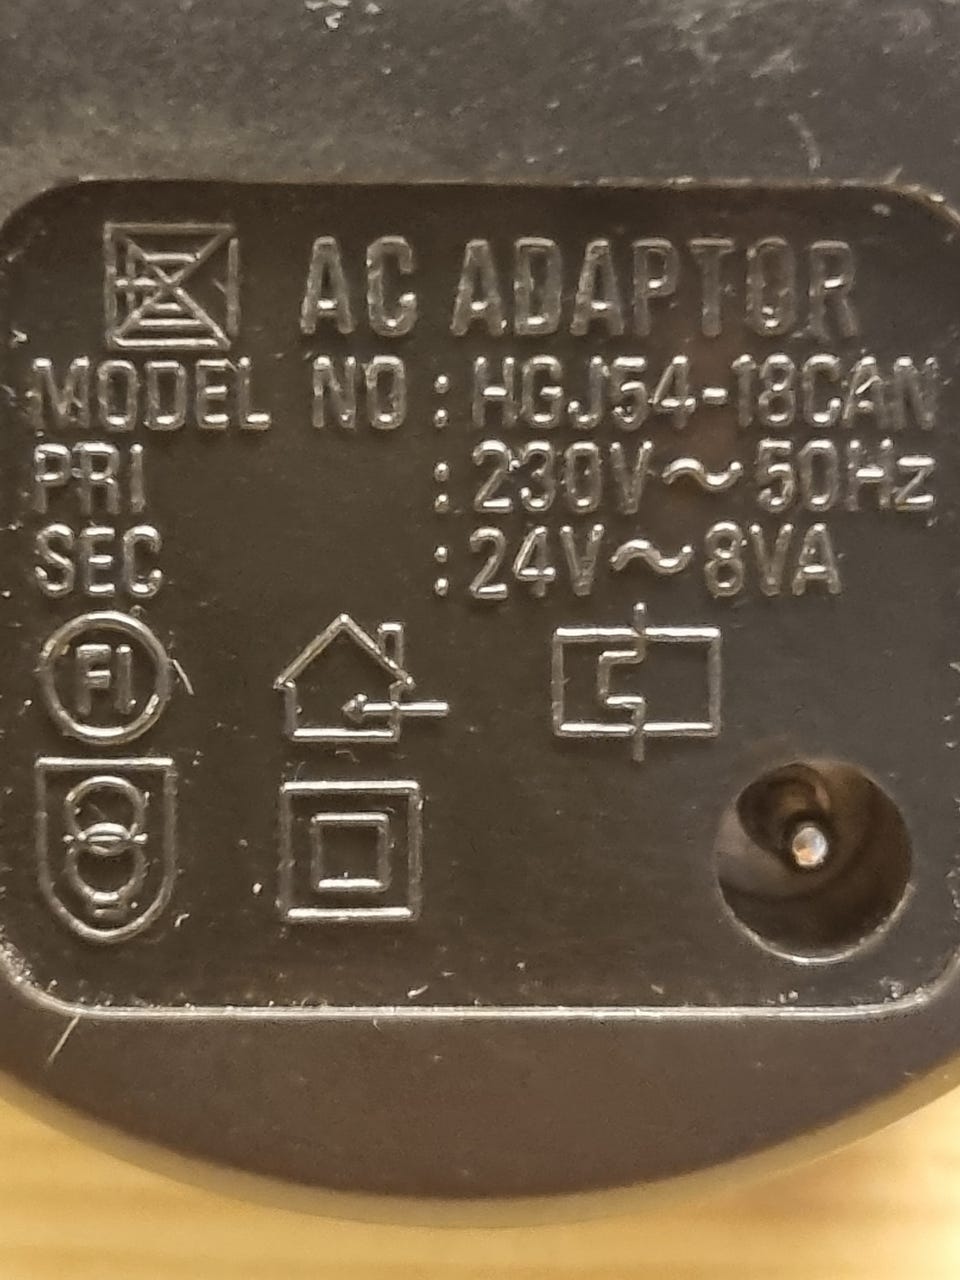 AC ADAPTOR
MODEL NO : HGJ54-18CAN
PRI : 230V~50Hz
SEC : 24V~8VA
FI